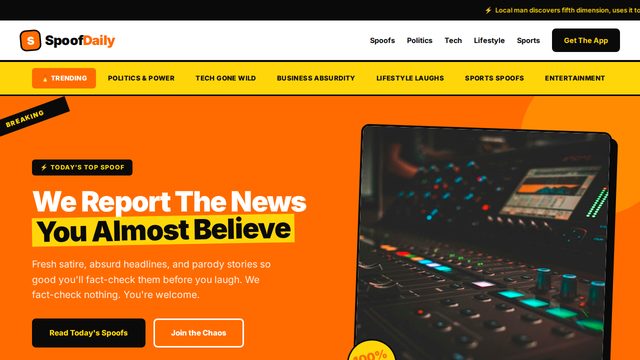 ⚡ Local man discovers fifth dimension, uses it to
S SpoofDaily
Spoofs Politics Tech Lifestyle Sports Get The App
🔥 TRENDING POLITICS & POWER TECH GONE WILD BUSINESS ABSURDITY LIFESTYLE LAUGHS SPORTS SPOOFS ENTERTAINMENT
BREAKING
⚡ TODAY'S TOP SPOOF
We Report The News
You Almost Believe
Fresh satire, absurd headlines, and parody stories so
good you'll fact-check them before you laugh. We
fact-check nothing. You're welcome.
Read Today's Spoofs Join the Chaos
100%